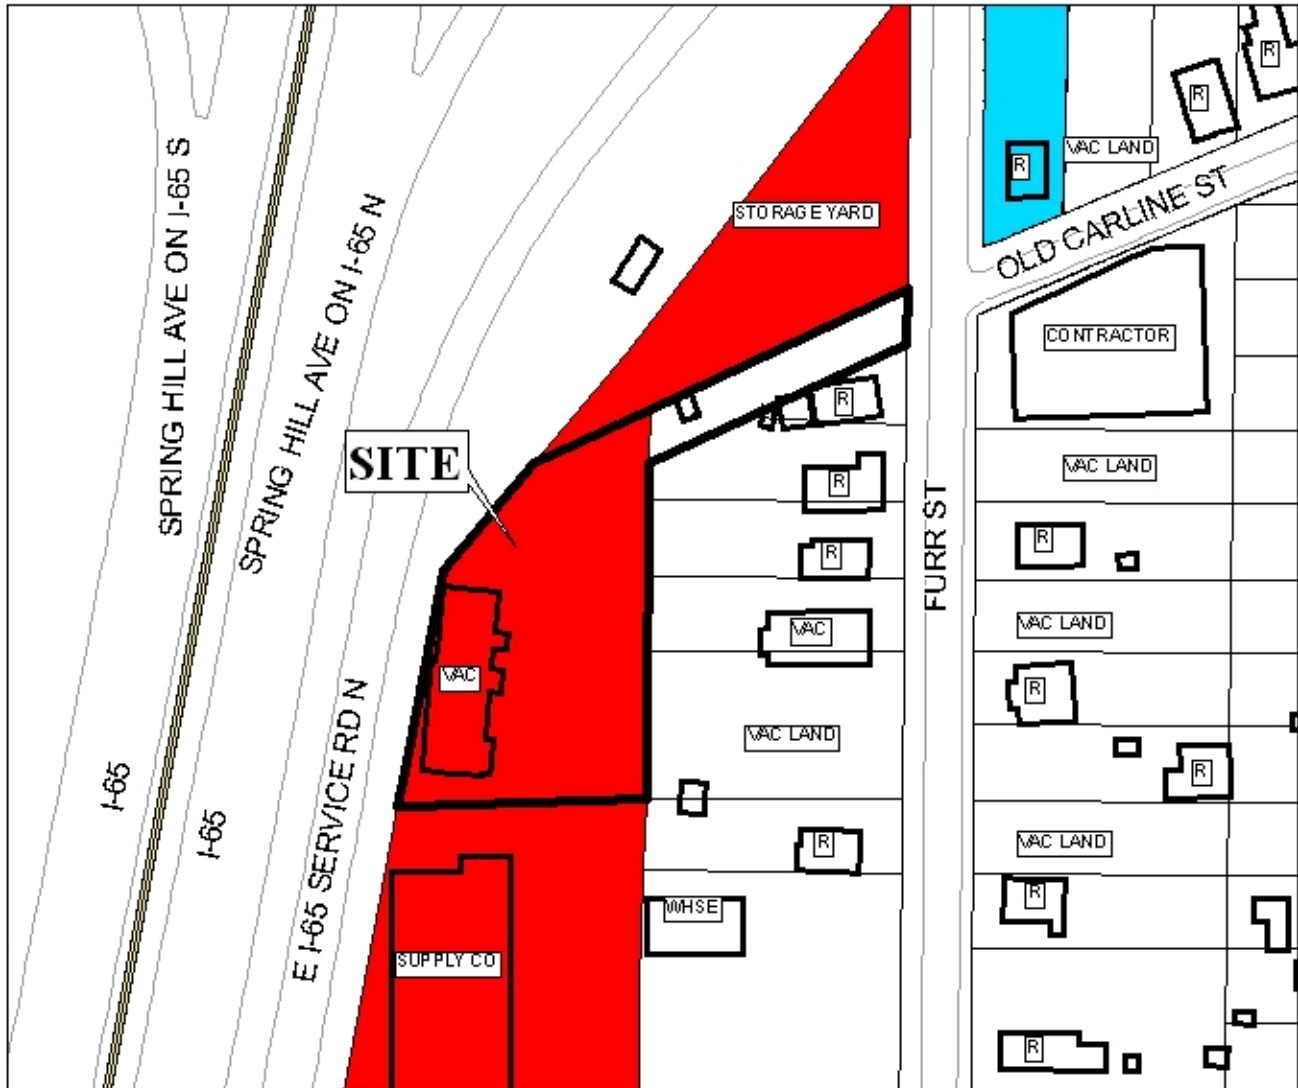 SPRING HILL AVE ON I-65 S
SPRING HILL AVE ON I-65 N
I-65
I-65
E I-65 SERVICE RD N
SITE
STORAGE YARD
VAC
SUPPLY CO
R
R
R
VAC
VAC LAND
R
WHSE
FURR ST
R
R
R
VAC LAND
OLD CARLINE ST
CONTRACTOR
VAC LAND
R
VAC LAND
R
R
VAC LAND
R
R